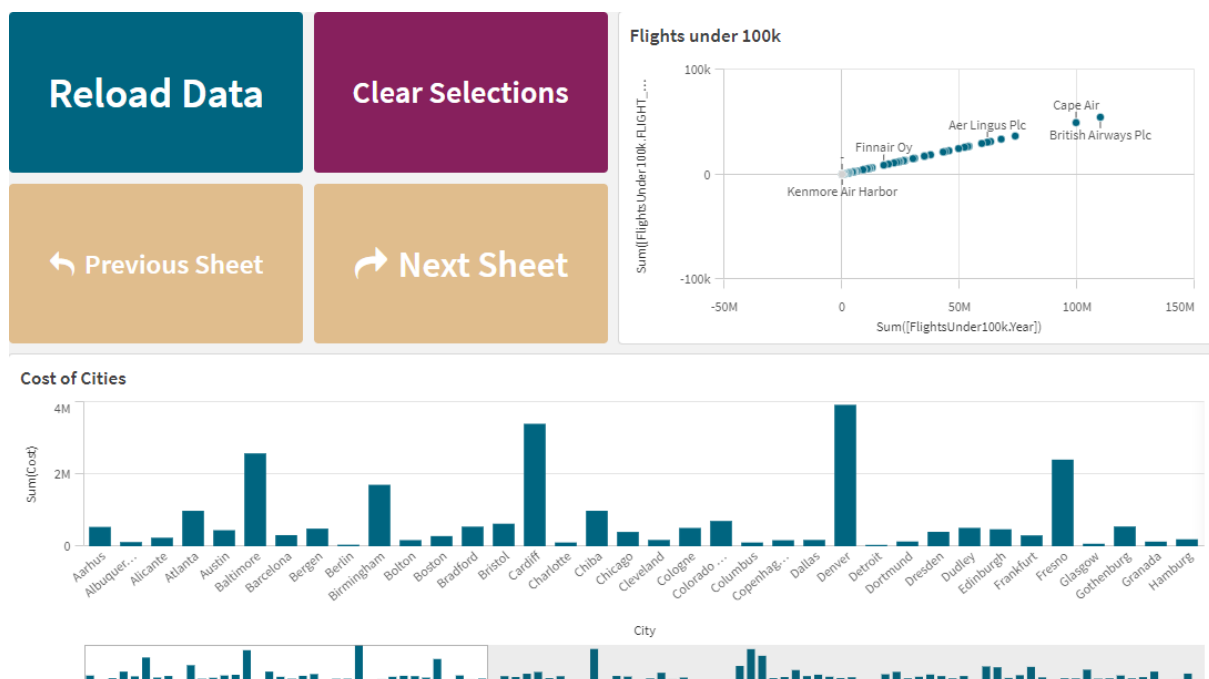 Reload Data
Clear Selections
Previous Sheet
Next Sheet
Flights under 100k
Sum([FlightsUnder100k.FLIGHT_...
100k
0
-100k
Cape Air
Aer Lingus Plc
British Airways Plc
Finnair Oy
Kenmore Air Harbor
-50M 0 50M 100M 150M
Sum([FlightsUnder100k.Year])
Cost of Cities
Sum(Cost)
4M
2M
0
Aarhus Albuquer... Alicante Atlanta Austin Baltimore Barcelona Bergen Berlin Birmingham Bolton Boston Bradford Bristol Cardiff Charlotte Chiba Chicago Cleveland Cologne Colorado ... Columbus Copenhag... Dallas Denver Detroit Dortmund Dresden Dudley Edinburgh Frankfurt Fresno Glasgow Gothenburg Granada Hamburg
City